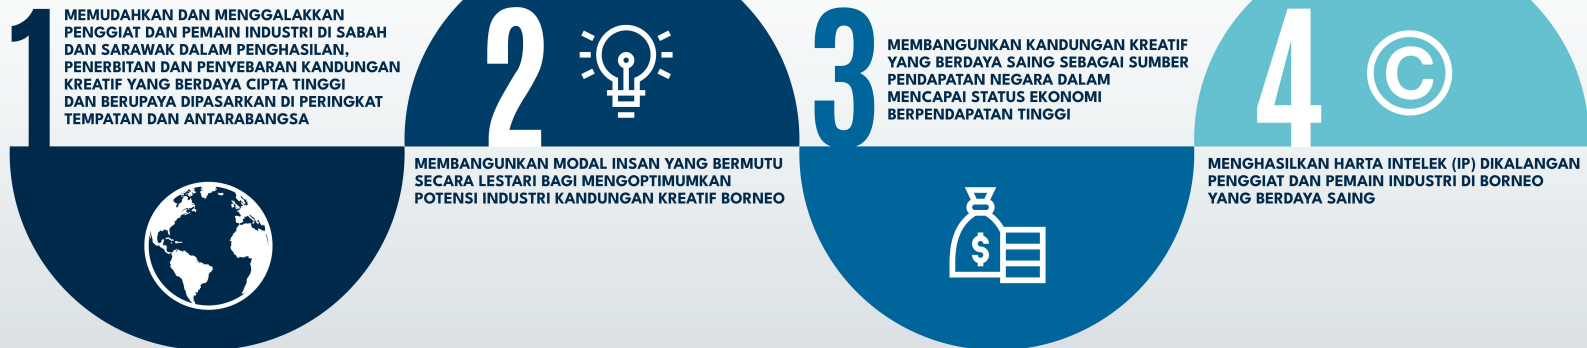 1
MEMUDAHKAN DAN MENGGALAKKAN
PENGGIAT DAN PEMAIN INDUSTRI DI SABAH
DAN SARAWAK DALAM PENGHASILAN,
PENERBITAN DAN PENYEBARAN KANDUNGAN
KREATIF YANG BERDAYA CIPTA TINGGI
DAN BERUPAYA DIPASARKAN DI PERINGKAT
TEMPATAN DAN ANTARABANGSA
2
MEMBANGUNKAN MODAL INSAN YANG BERMUTU
SECARA LESTARI BAGI MENGOPTIMUMKAN
POTENSI INDUSTRI KANDUNGAN KREATIF BORNEO
3
MEMBANGUNKAN KANDUNGAN KREATIF
YANG BERDAYA SAING SEBAGAI SUMBER
PENDAPATAN NEGARA DALAM
MENCAPAI STATUS EKONOMI
BERPENDAPATAN TINGGI
$
4
©
MENGHASILKAN HARTA INTELEK (IP) DIKALANGAN
PENGGIAT DAN PEMAIN INDUSTRI DI BORNEO
YANG BERDAYA SAING